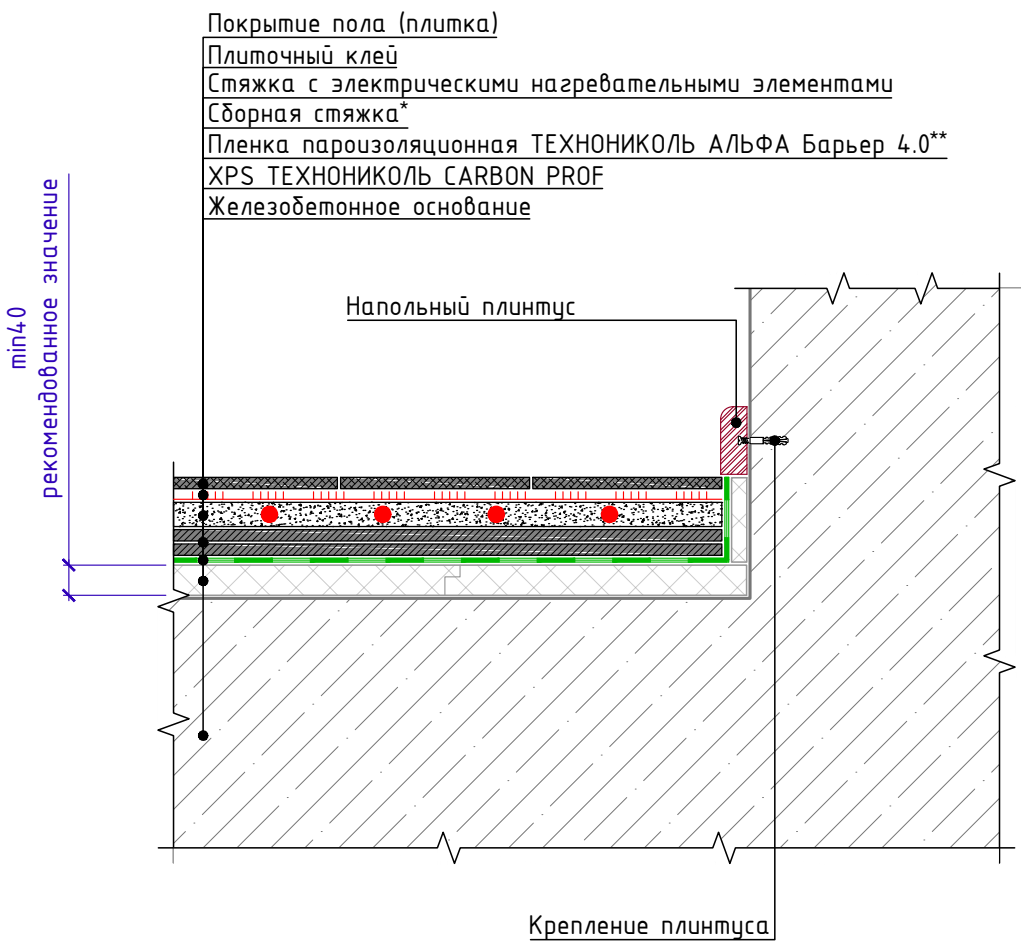 Покрытие пола (плитка)
Плиточный клей
Стяжка с электрическими нагревательными элементами
Сборная стяжка*
Пленка пароизоляционная ТЕХНОНИКОЛЬ АЛЬФА Барьер 4.0**
XPS ТЕХНОНИКОЛЬ CARBON PROF
Железобетонное основание
min40
рекомендованное значение
Напольный плинтус
Крепление плинтуса